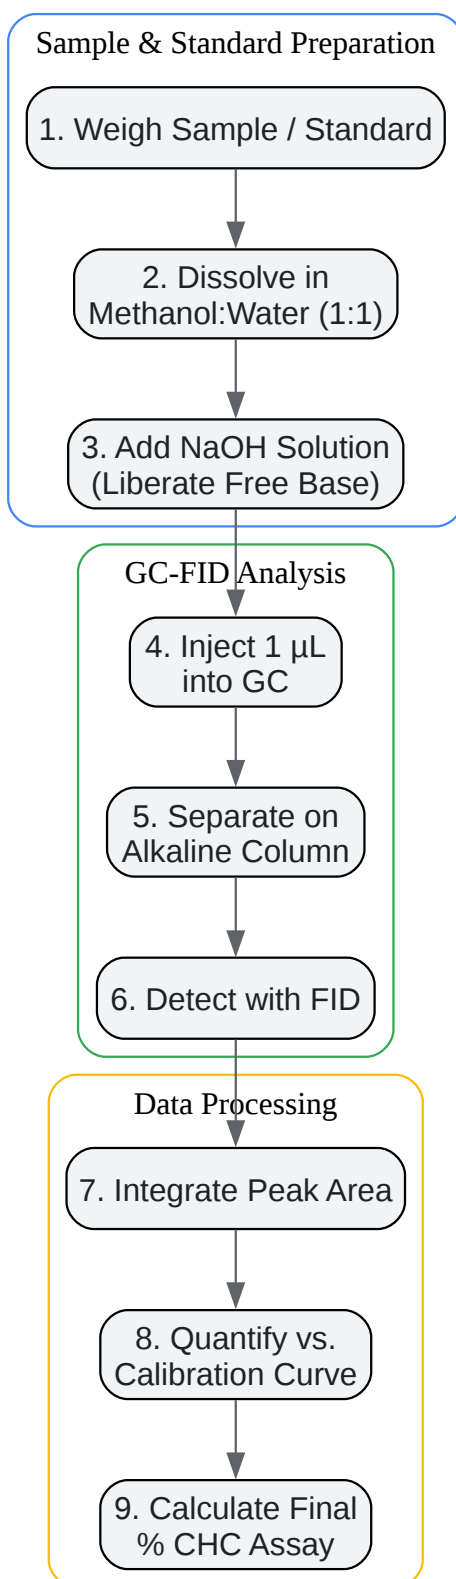 Sample & Standard Preparation
1. Weigh Sample / Standard
2. Dissolve in
Methanol:Water (1:1)
3. Add NaOH Solution
(Liberate Free Base)
GC-FID Analysis
4. Inject 1 µL
into GC
5. Separate on
Alkaline Column
6. Detect with FID
Data Processing
7. Integrate Peak Area
8. Quantify vs.
Calibration Curve
9. Calculate Final
% CHC Assay